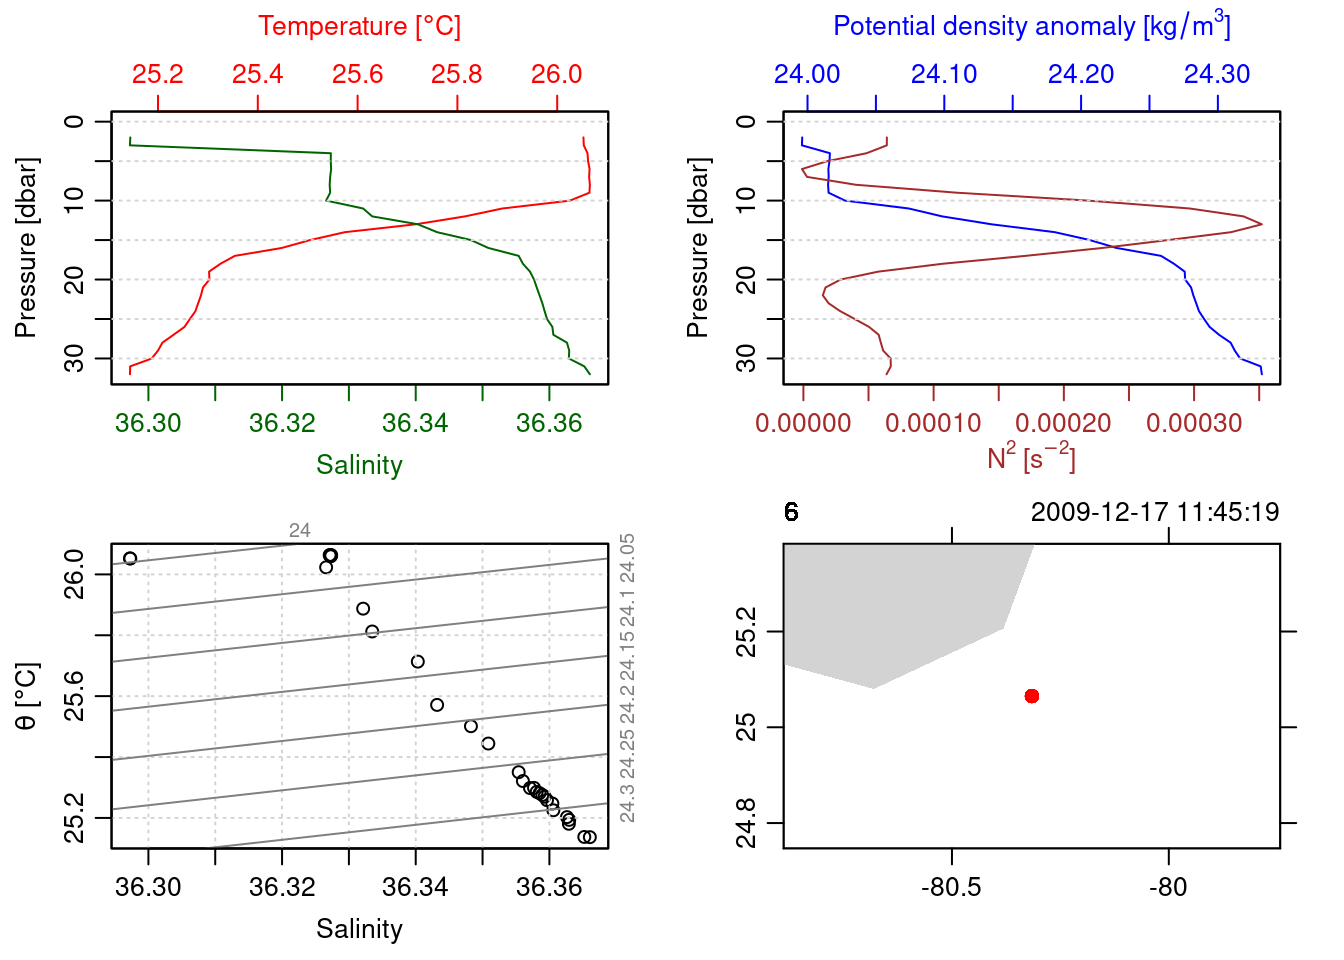 Temperature [°C]
25.2 25.4 25.6 25.8 26.0
Pressure [dbar]
0 10 20 30
36.30 36.32 36.34 36.36
Salinity
Potential density anomaly [kg/m³]
24.00 24.10 24.20 24.30
Pressure [dbar]
0 10 20 30
0.00000 0.00010 0.00020 0.00030
N² [s⁻²]
24
θ [°C]
26.0 25.6 25.2
24.3 24.25 24.2 24.15 24.1 24.05
36.30 36.32 36.34 36.36
Salinity
6 2009-12-17 11:45:19
25.2
25
24.8
-80.5 -80